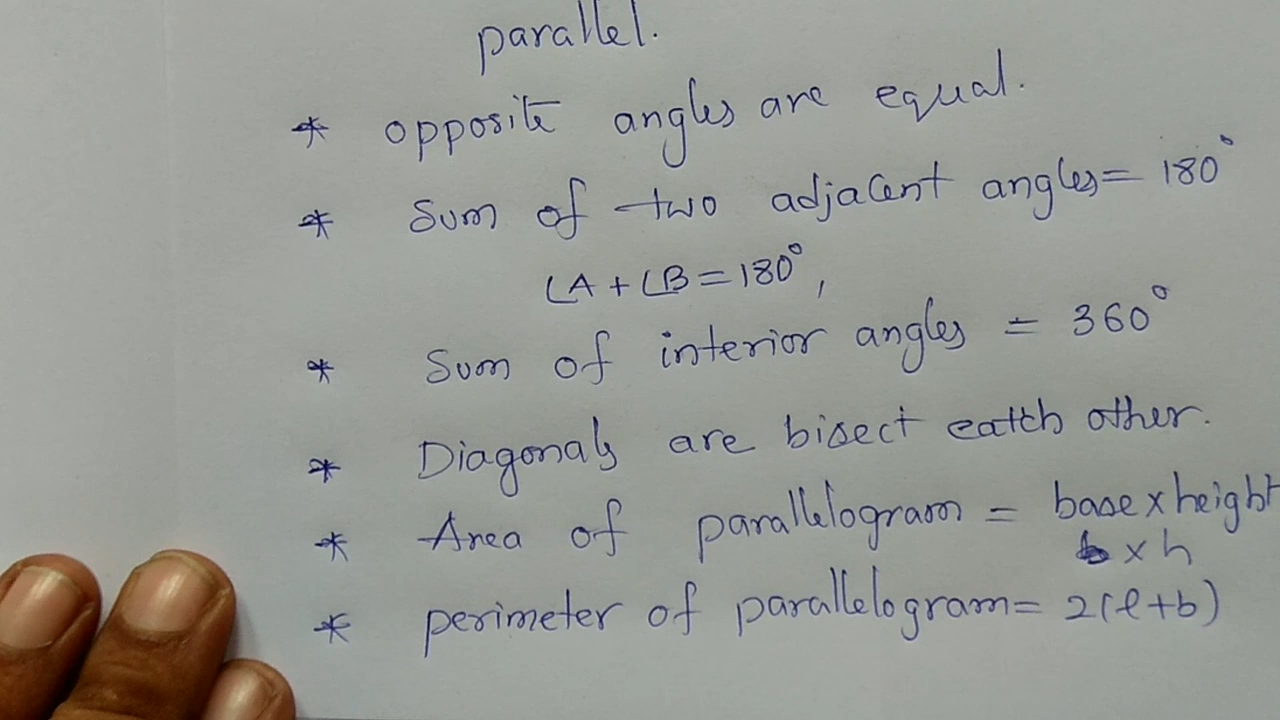 parallel.
* opposite angles are equal.
* Sum of two adjacent angles = 180°
∠A + ∠B = 180°,
* Sum of interior angles = 360°
* Diagonals are bisect eatch other.
* Area of parallelogram = base x height
b x h
* perimeter of parallelogram = 2(l+b)